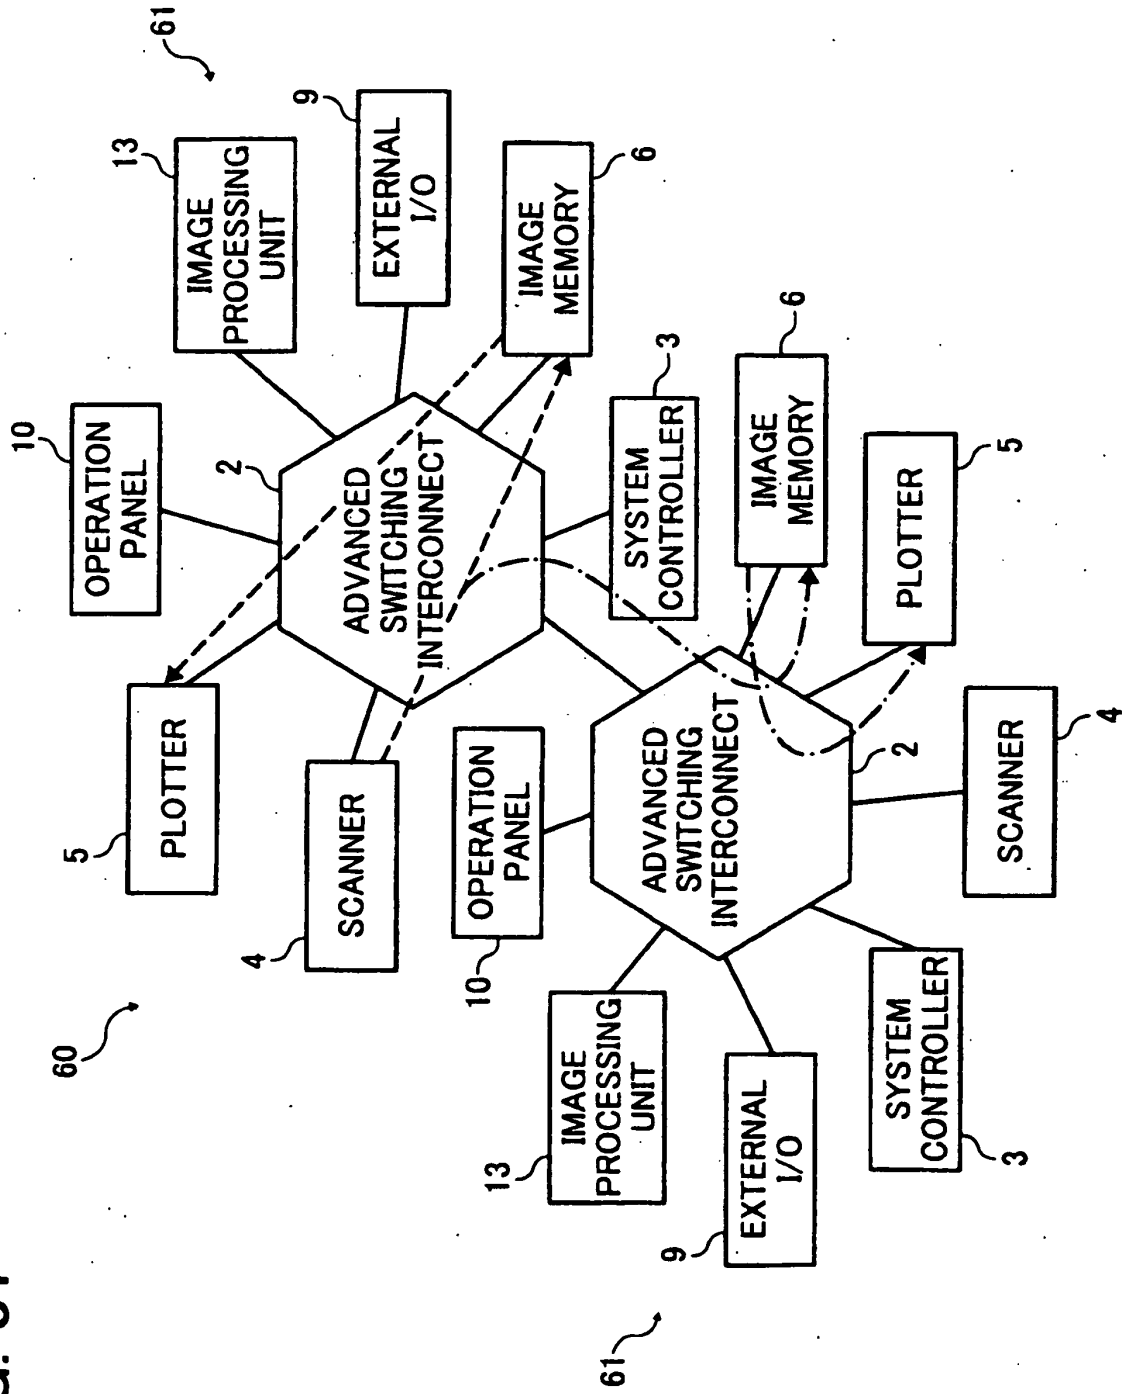 60
10
OPERATION
PANEL
5
PLOTTER
13
IMAGE
PROCESSING
UNIT
61
2
4
SCANNER
ADVANCED
SWITCHING
INTERCONNECT
9
EXTERNAL
I/O
IMAGE
MEMORY
6
10
OPERATION
PANEL
SYSTEM
CONTROLLER
3
13
IMAGE
PROCESSING
UNIT
61
ADVANCED
SWITCHING
INTERCONNECT
2
IMAGE
MEMORY
6
9
EXTERNAL
I/O
SYSTEM
CONTROLLER
3
SCANNER
4
PLOTTER
5